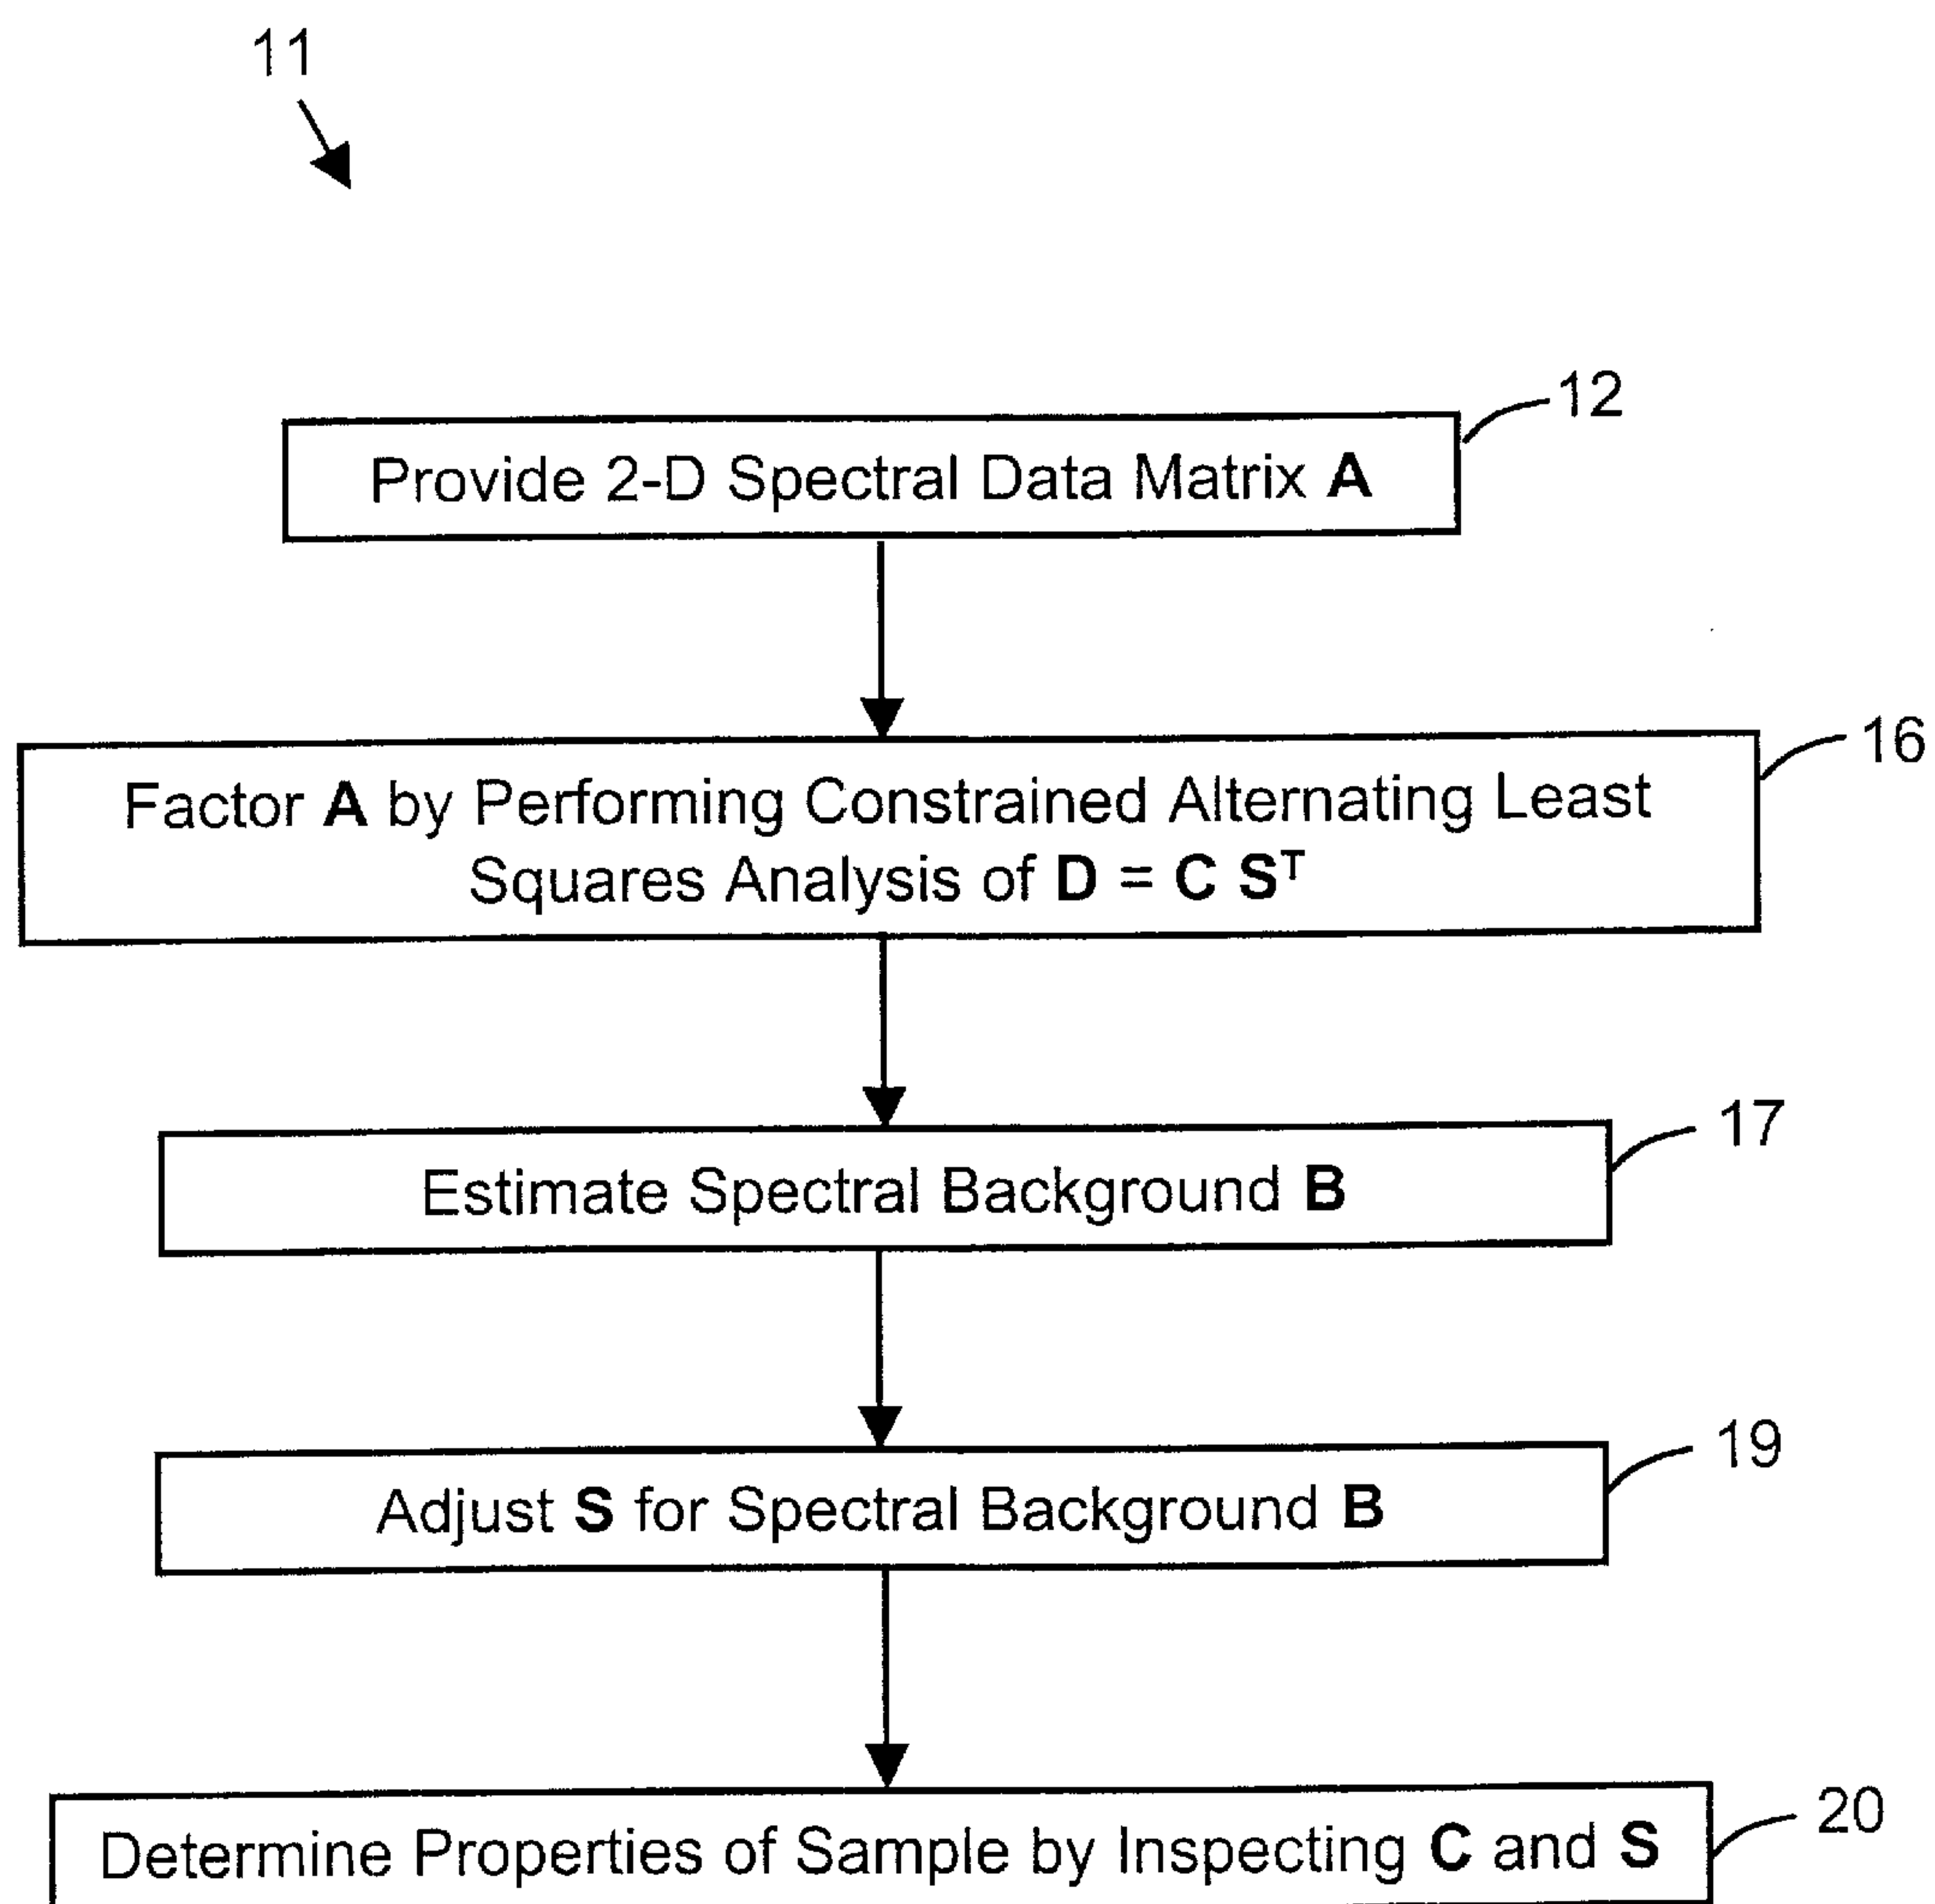 11
12
Provide 2-D Spectral Data Matrix A
16
Factor A by Performing Constrained Alternating Least
Squares Analysis of D = C Sᵀ
17
Estimate Spectral Background B
19
Adjust S for Spectral Background B
20
Determine Properties of Sample by Inspecting C and S